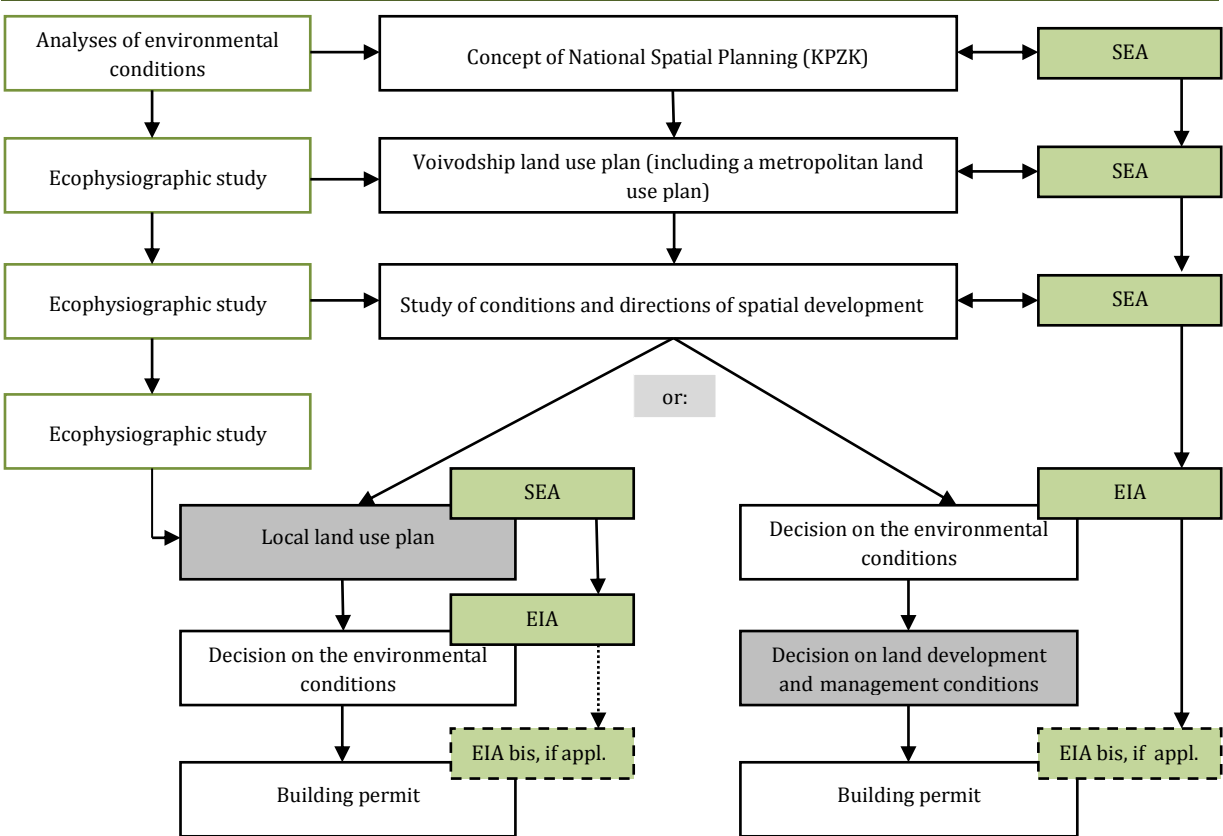 Analyses of environmental
conditions
Concept of National Spatial Planning (KPZK)
SEA
Ecophysiographic study
Voivodship land use plan (including a metropolitan land
use plan)
SEA
Ecophysiographic study
Study of conditions and directions of spatial development
SEA
or:
Ecophysiographic study
SEA
Local land use plan
EIA
Decision on the environmental
conditions
EIA bis, if appl.
Building permit
EIA
Decision on the environmental
conditions
Decision on land development
and management conditions
EIA bis, if appl.
Building permit